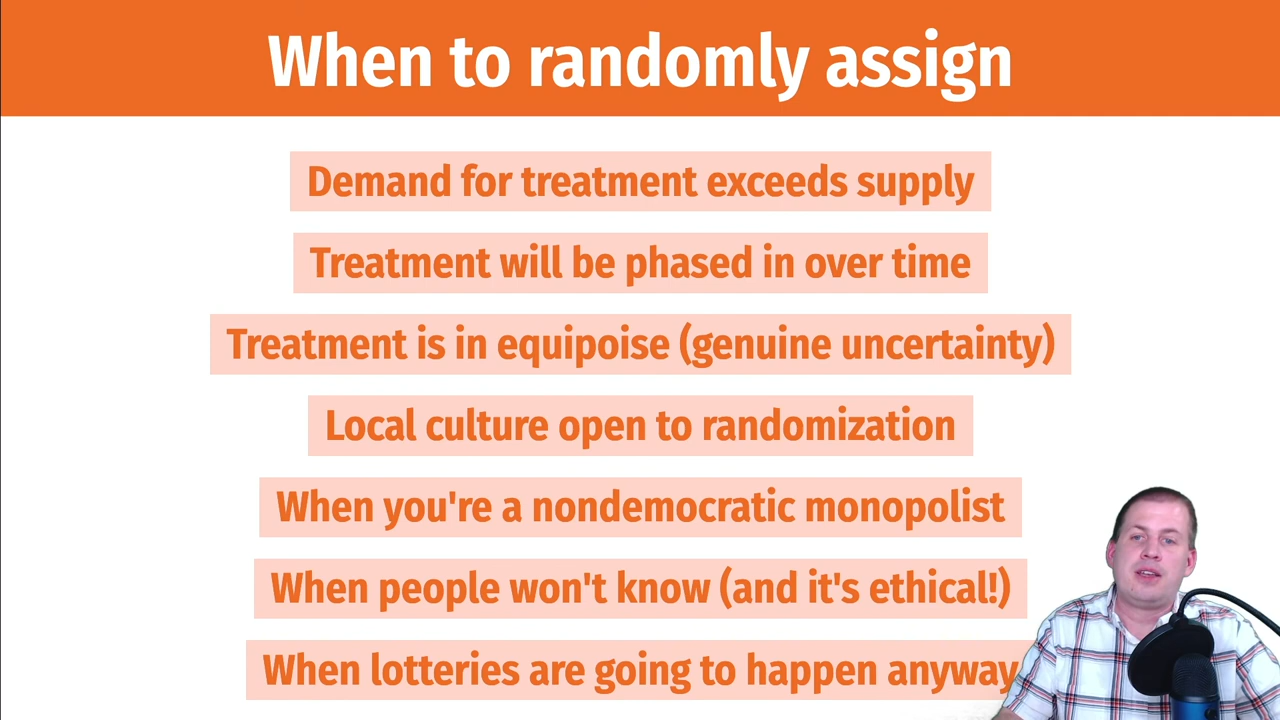 When to randomly assign
Demand for treatment exceeds supply
Treatment will be phased in over time
Treatment is in equipoise (genuine uncertainty)
Local culture open to randomization
When you're a nondemocratic monopolist
When people won't know (and it's ethical!)
When lotteries are going to happen anyway